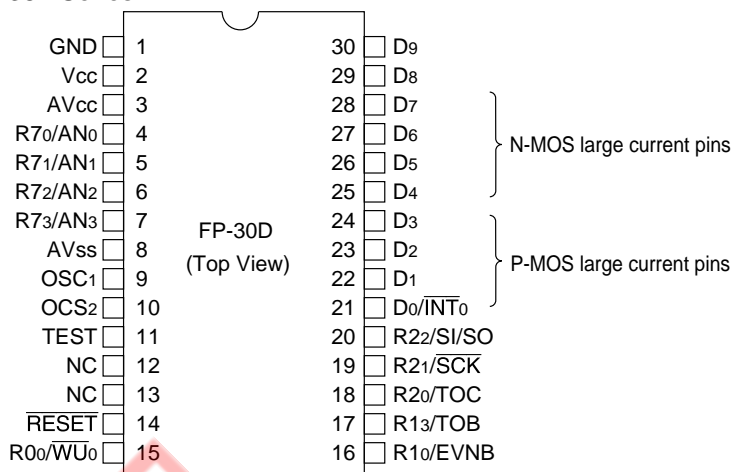 GND 1 30 D9
Vcc 2 29 D8
AVcc 3 28 D7
R70/AN0 4 27 D6
R71/AN1 5 26 D5
R72/AN2 6 25 D4
R73/AN3 7 24 D3
AVss 8 23 D2
OSC1 9 22 D1
OCS2 10 21 D0/INT0
TEST 11 20 R22/SI/SO
NC 12 19 R21/SCK
NC 13 18 R20/TOC
RESET 14 17 R13/TOB
R00/WU0 15 16 R10/EVNB
FP-30D
(Top View)
N-MOS large current pins
P-MOS large current pins